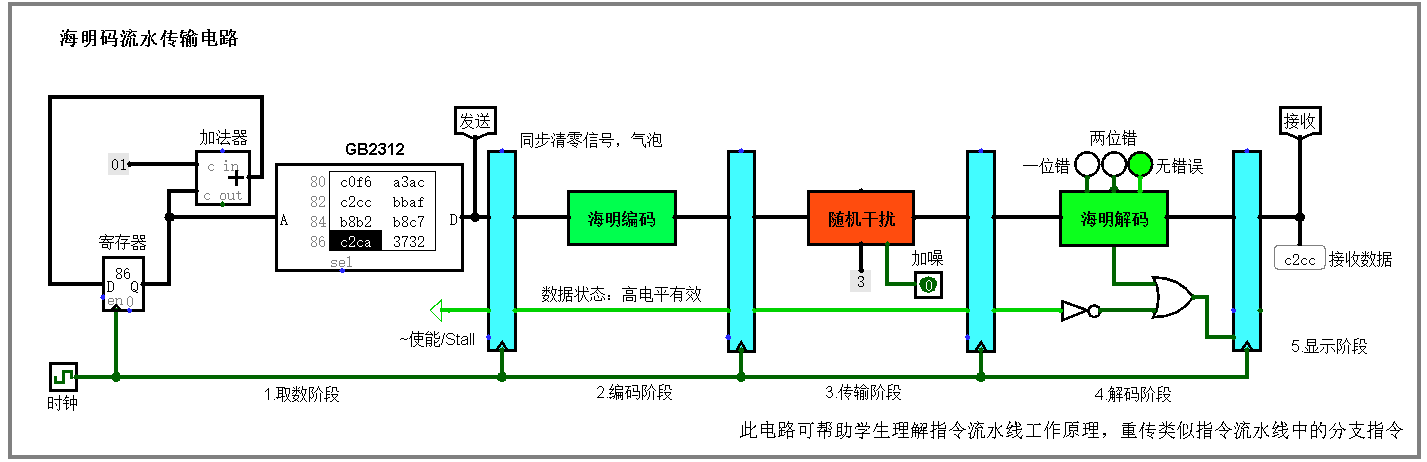 海明码流水传输电路
加法器
01
c in
+
c out
寄存器
86
D Q
en 0
时钟
GB2312
A
80 c0f6 a3ac
82 c2cc bbaf
84 b8b2 b8c7
86 c2ca 3732
D
sel
发送
同步清零信号，气泡
海明编码
随机干扰
3
加噪
0
两位错
一位错
无错误
海明解码
接收
c2cc 接收数据
数据状态：高电平有效
~使能/Stall
1.取数阶段
2.编码阶段
3.传输阶段
4.解码阶段
5.显示阶段
此电路可帮助学生理解指令流水线工作原理，重传类似指令流水线中的分支指令